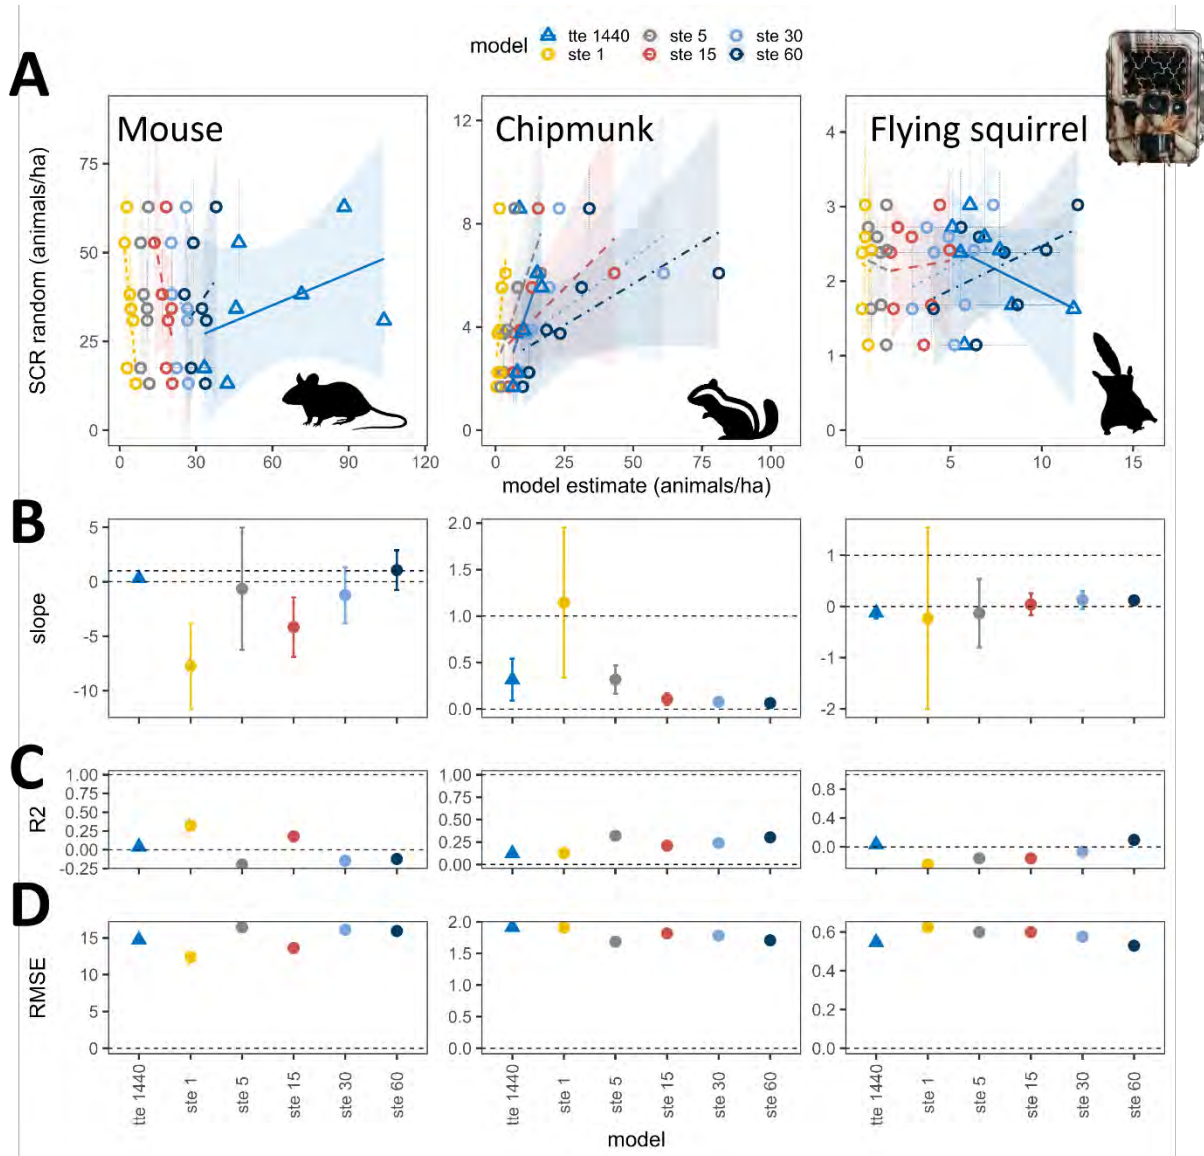 model
tte 1440
ste 5
ste 30
ste 1
ste 15
ste 60
A
Mouse
Chipmunk
Flying squirrel
SCR random (animals/ha)
75
50
25
0
12
8
4
0
4
3
2
1
0
0 30 60 90 120
0 25 50 75 100
0 5 10 15
model estimate (animals/ha)
B
slope
5
0
-5
-10
2.0
1.5
1.0
0.5
0.0
1
0
-1
-2
C
R2
1.00
0.75
0.50
0.25
0.00
-0.25
1.00
0.75
0.50
0.25
0.00
0.8
0.4
0.0
D
RMSE
15
10
5
0
2.0
1.5
1.0
0.5
0.0
0.6
0.4
0.2
0.0
tte 1440
ste 1
ste 5
ste 15
ste 30
ste 60
tte 1440
ste 1
ste 5
ste 15
ste 30
ste 60
tte 1440
ste 1
ste 5
ste 15
ste 30
ste 60
model